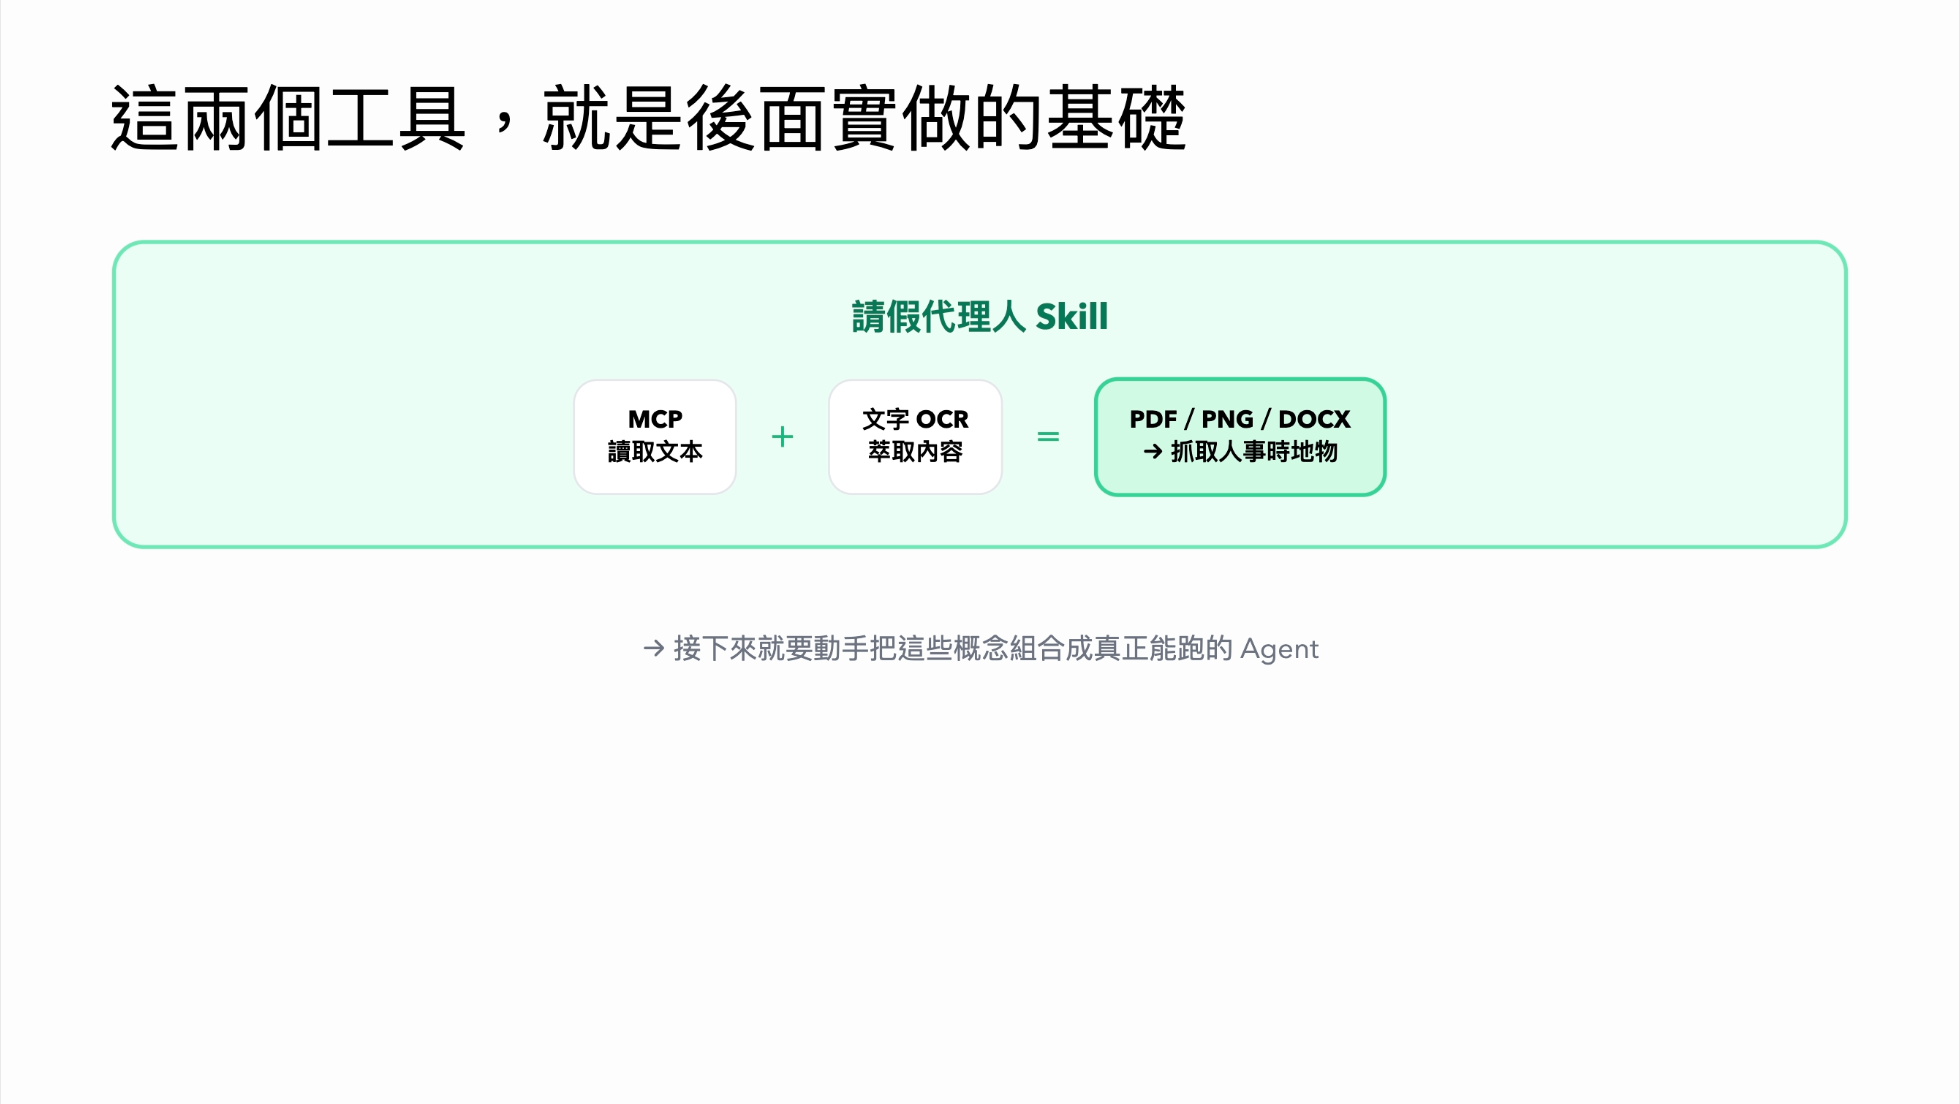 這兩個工具，就是後面實做的基礎
請假代理人 Skill
MCP
讀取文本
+
文字 OCR
萃取內容
=
PDF / PNG / DOCX
→ 抓取人事時地物
→ 接下來就要動手把這些概念組合成真正能跑的 Agent